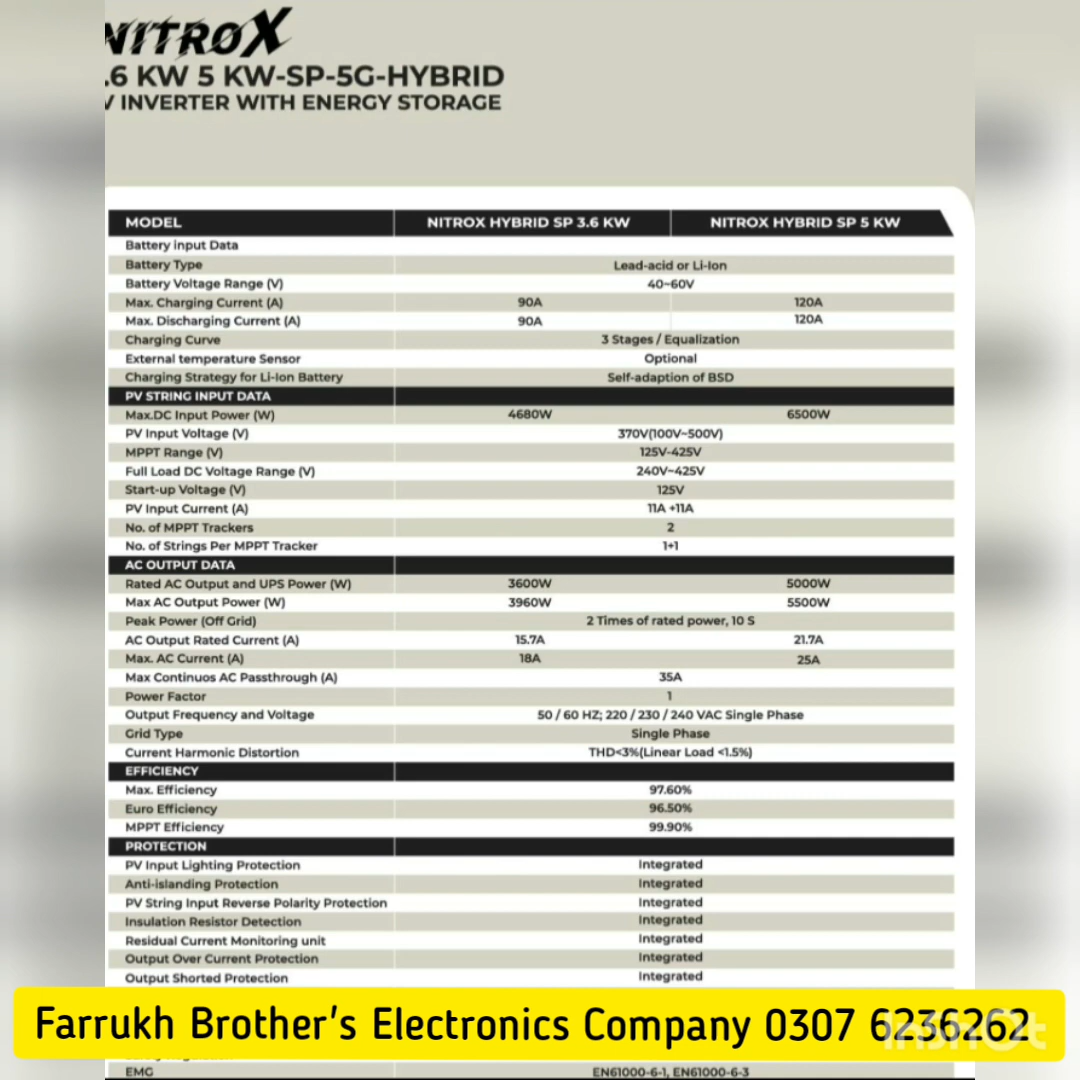 NITROX
.6 KW 5 KW-SP-5G-HYBRID
V INVERTER WITH ENERGY STORAGE
MODEL NITROX HYBRID SP 3.6 KW NITROX HYBRID SP 5 KW
Battery input Data
Battery Type Lead-acid or Li-Ion
Battery Voltage Range (V) 40~60V
Max. Charging Current (A) 90A 120A
Max. Discharging Current (A) 90A 120A
Charging Curve 3 Stages / Equalization
External temperature Sensor Optional
Charging Strategy for Li-Ion Battery Self-adaption of BSD
PV STRING INPUT DATA
Max.DC Input Power (W) 4680W 6500W
PV Input Voltage (V) 370V(100V~500V)
MPPT Range (V) 125V-425V
Full Load DC Voltage Range (V) 240V~425V
Start-up Voltage (V) 125V
PV Input Current (A) 11A +11A
No. of MPPT Trackers 2
No. of Strings Per MPPT Tracker 1+1
AC OUTPUT DATA
Rated AC Output and UPS Power (W) 3600W 5000W
Max AC Output Power (W) 3960W 5500W
Peak Power (Off Grid) 2 Times of rated power, 10 S
AC Output Rated Current (A) 15.7A 21.7A
Max. AC Current (A) 18A 25A
Max Continuos AC Passthrough (A) 35A
Power Factor 1
Output Frequency and Voltage 50 / 60 HZ; 220 / 230 / 240 VAC Single Phase
Grid Type Single Phase
Current Harmonic Distortion THD<3%(Linear Load <1.5%)
EFFICIENCY
Max. Efficiency 97.60%
Euro Efficiency 96.50%
MPPT Efficiency 99.90%
PROTECTION
PV Input Lighting Protection Integrated
Anti-islanding Protection Integrated
PV String Input Reverse Polarity Protection Integrated
Insulation Resistor Detection Integrated
Residual Current Monitoring unit Integrated
Output Over Current Protection Integrated
Output Shorted Protection Integrated
Farrukh Brother's Electronics Company 0307 6236262
InShOt
EMG EN61000-6-1, EN61000-6-3